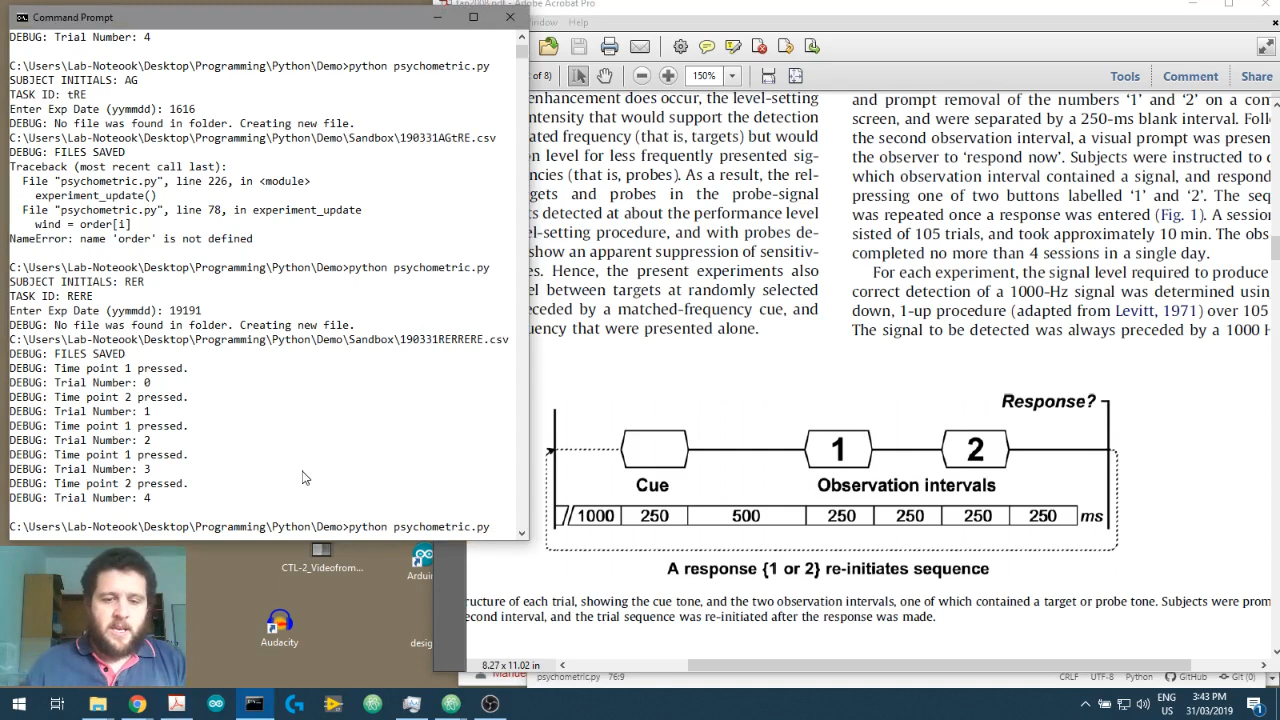 Command Prompt
DEBUG: Trial Number: 4
C:\Users\Lab-Noteook\Desktop\Programming\Python\Demo>python psychometric.py
SUBJECT INITIALS: AG
TASK ID: tRE
Enter Exp Date (yymmdd): 1616
DEBUG: No file was found in folder. Creating new file.
C:\Users\Lab-Noteook\Desktop\Programming\Python\Demo\Sandbox\190331AGtRE.csv
DEBUG: FILES SAVED
Traceback (most recent call last):
File "psychometric.py", line 226, in <module>
experiment_update()
File "psychometric.py", line 78, in experiment_update
wind = order[i]
NameError: name 'order' is not defined
C:\Users\Lab-Noteook\Desktop\Programming\Python\Demo>python psychometric.py
SUBJECT INITIALS: RER
TASK ID: RERE
Enter Exp Date (yymmdd): 19191
DEBUG: No file was found in folder. Creating new file.
C:\Users\Lab-Noteook\Desktop\Programming\Python\Demo\Sandbox\190331RERRERE.csv
DEBUG: FILES SAVED
DEBUG: Time point 1 pressed.
DEBUG: Trial Number: 0
DEBUG: Time point 2 pressed.
DEBUG: Trial Number: 1
DEBUG: Time point 1 pressed.
DEBUG: Trial Number: 2
DEBUG: Time point 1 pressed.
DEBUG: Trial Number: 3
DEBUG: Time point 2 pressed.
DEBUG: Trial Number: 4
C:\Users\Lab-Noteook\Desktop\Programming\Python\Demo>python psychometric.py
- Adobe Acrobat Pro
Help
of 8)
150%
Tools
Comment
Share
enhancement does occur, the level-setting
intensity that would support the detection
ated frequency (that is, targets) but would
level for less frequently presented sig-
(that is, probes). As a result, the rel-
gets and probes in the probe-signal
detected at about the performance level
el-setting procedure, and with probes de-
show an apparent suppression of sensitiv-
Hence, the present experiments also
between targets at randomly selected
eceded by a matched-frequency cue, and
uency that were presented alone.
and prompt removal of the numbers '1' and '2' on a
screen, and were separated by a 250-ms blank interval.
the second observation interval, a visual prompt was
the observer to 'respond now'. Subjects were instructed to
which observation interval contained a signal, and
pressing one of two buttons labelled '1' and '2'. The
was repeated once a response was entered (Fig. 1). A
sisted of 105 trials, and took approximately 10 min. The
completed no more than 4 sessions in a single day.
For each experiment, the signal level required to
correct detection of a 1000-Hz signal was determined
down, 1-up procedure (adapted from Levitt, 1971) over 105
The signal to be detected was always preceded by a 1000
Response?
1
2
Cue
Observation intervals
1000 250 500 250 250 250 250 ms
A response {1 or 2} re-initiates sequence
ructure of each trial, showing the cue tone, and the two observation intervals, one of which contained a target or probe tone. Subjects were
second interval, and the trial sequence was re-initiated after the response was made.
8.27 x 11.02 in
CTL-2_Videofrom...
Audacity
psychometric.py 76:9
CRLF UTF-8 Python GitHub Git (0)
ENG
US
3:43 PM
31/03/2019
1